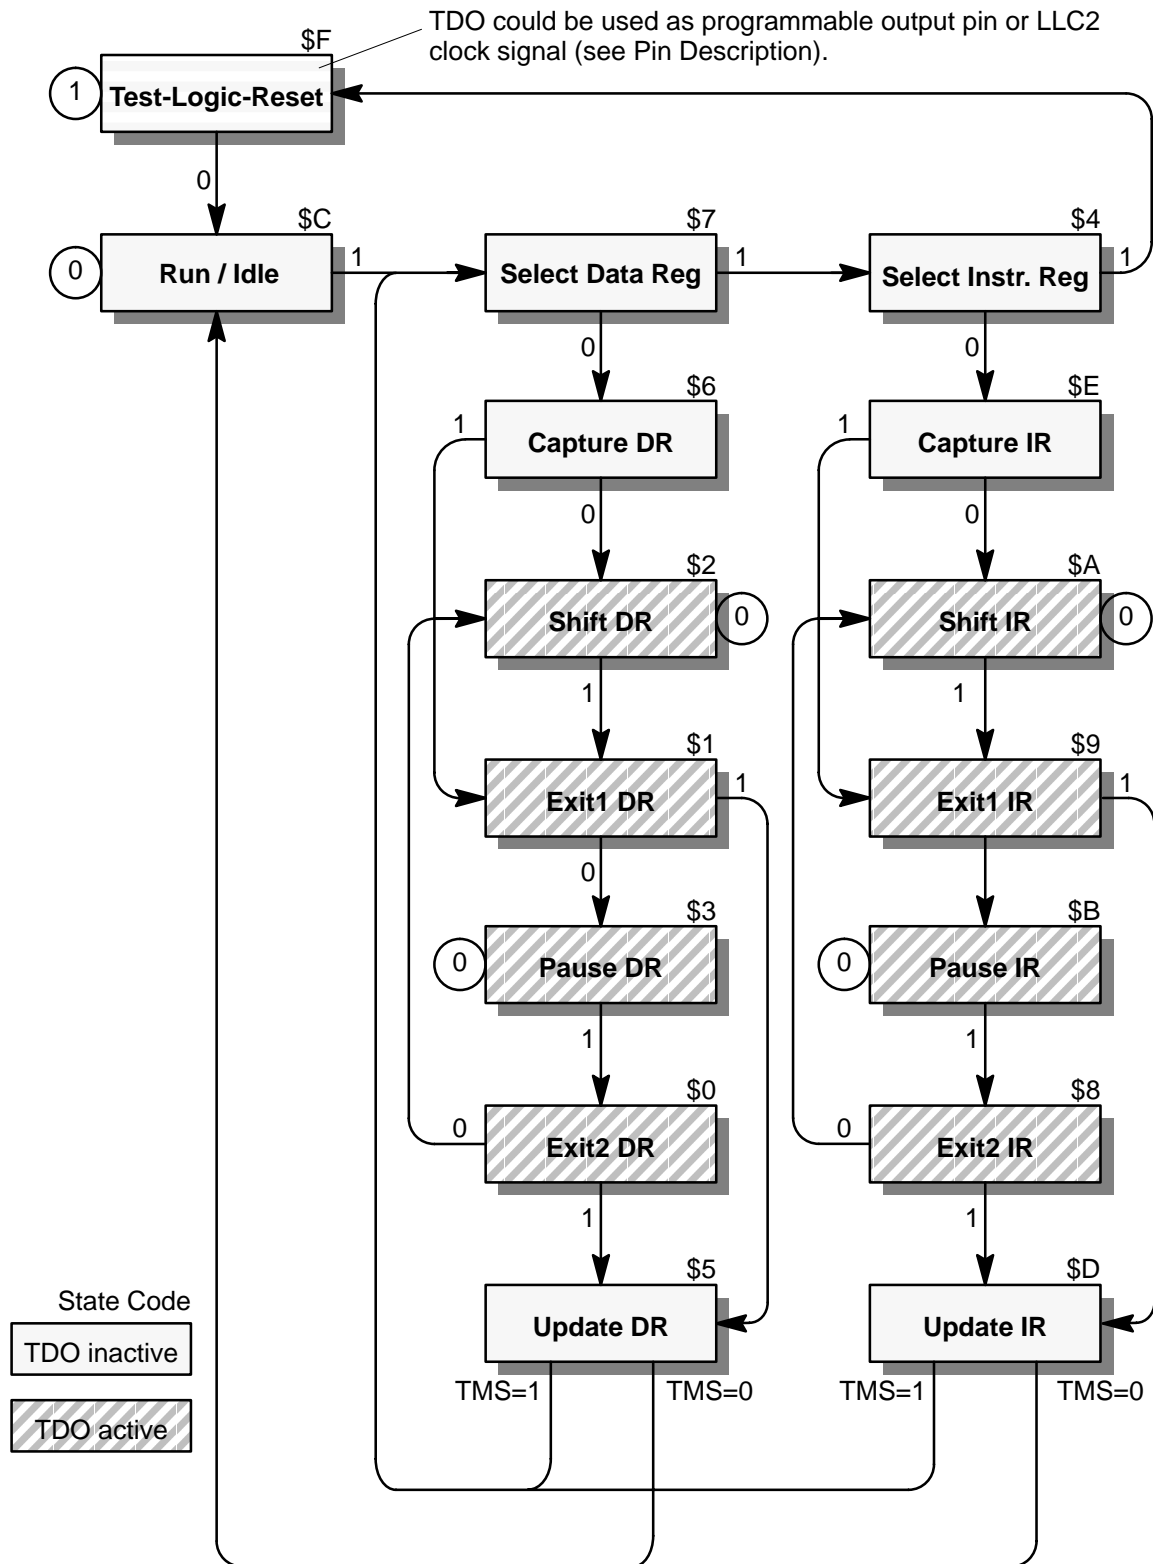 TDO could be used as programmable output pin or LLC2
clock signal (see Pin Description).
$F
1
Test-Logic-Reset
0
$C
$7
$4
0
Run / Idle
1
Select Data Reg
1
Select Instr. Reg
1
0
0
$6
$E
1
Capture DR
1
Capture IR
0
0
$2
$A
Shift DR
0
Shift IR
0
1
1
$1
$9
Exit1 DR
1
Exit1 IR
1
0
$3
$B
0
Pause DR
0
Pause IR
1
1
$0
$8
0
Exit2 DR
0
Exit2 IR
1
1
$5
$D
State Code
Update DR
Update IR
TDO inactive
TMS=1
TMS=0
TMS=1
TMS=0
TDO active